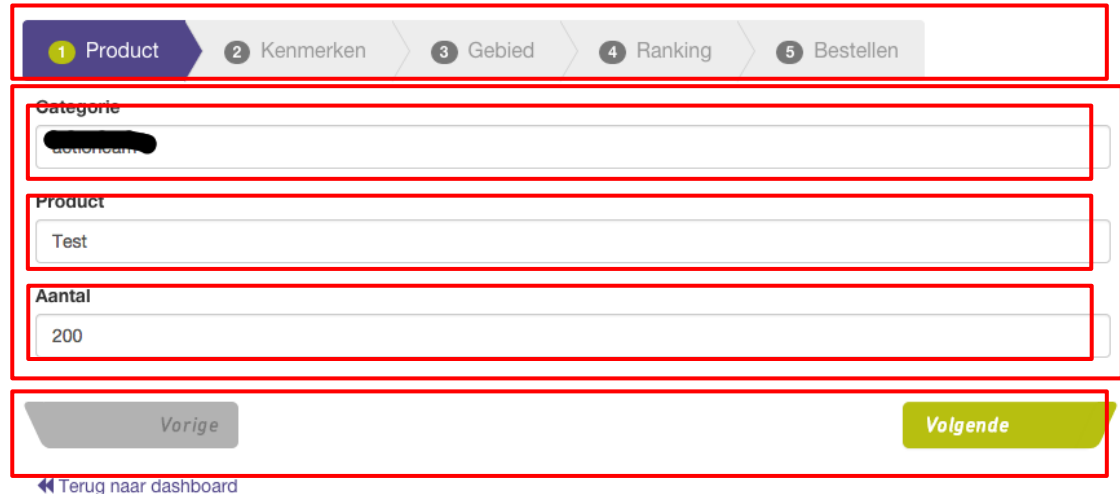 1 Product 2 Kenmerken 3 Gebied 4 Ranking 5 Bestellen
Categorie
Product
Test
Aantal
200
Vorige Volgende
Terug naar dashboard